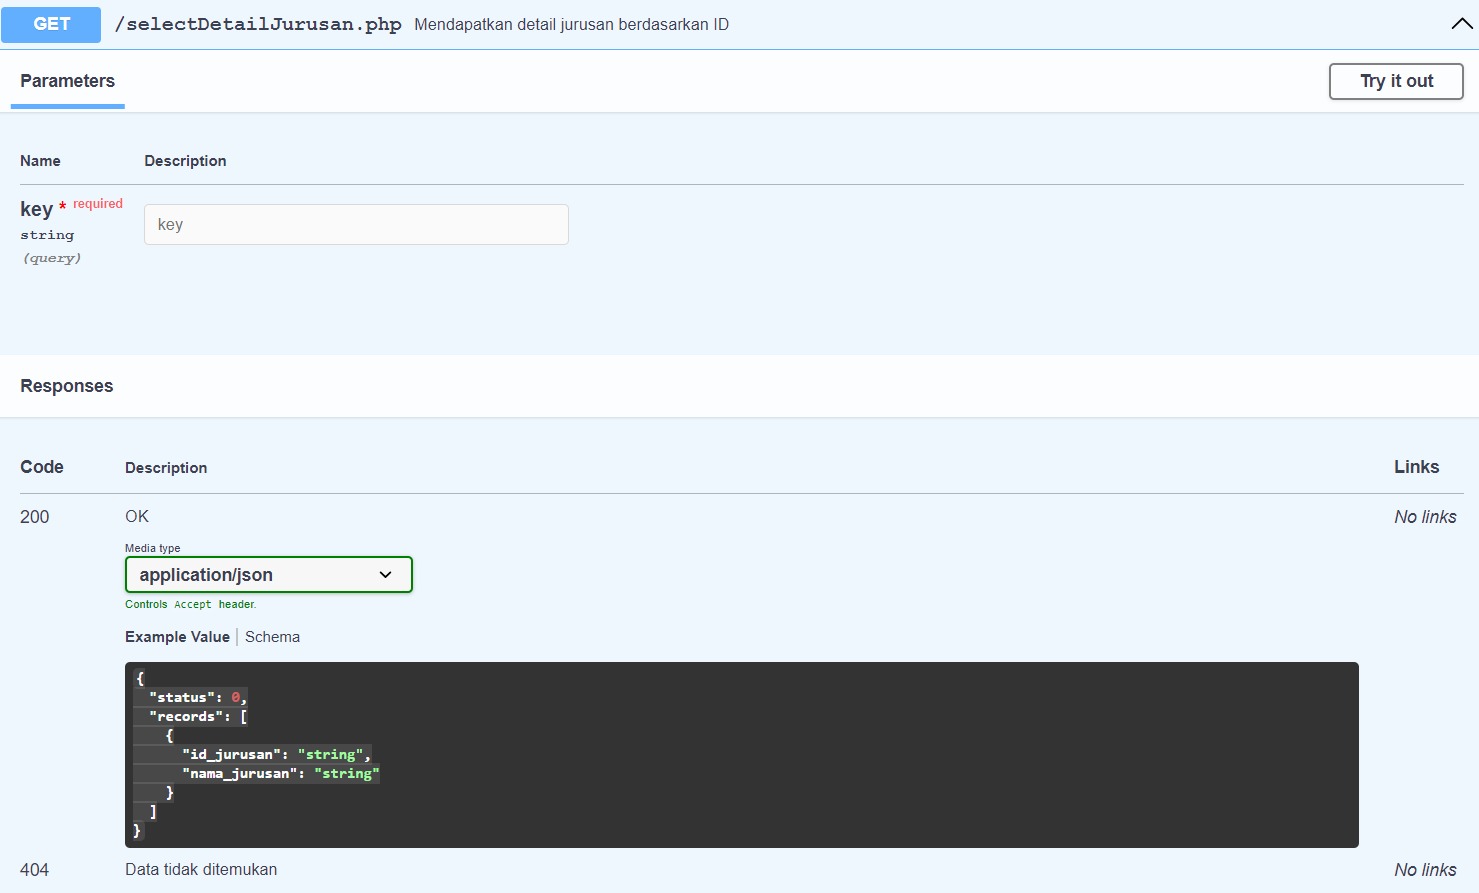 GET /selectDetailJurusan.php Mendapatkan detail jurusan berdasarkan ID
Parameters Try it out
Name Description
key * required key
string
(query)
Responses
Code Description Links
200 OK No links
Media type
application/json
Controls Accept header.
Example Value Schema
{
"status": 0,
"records": [
{
"id_jurusan": "string",
"nama_jurusan": "string"
}
]
}
404 Data tidak ditemukan No links